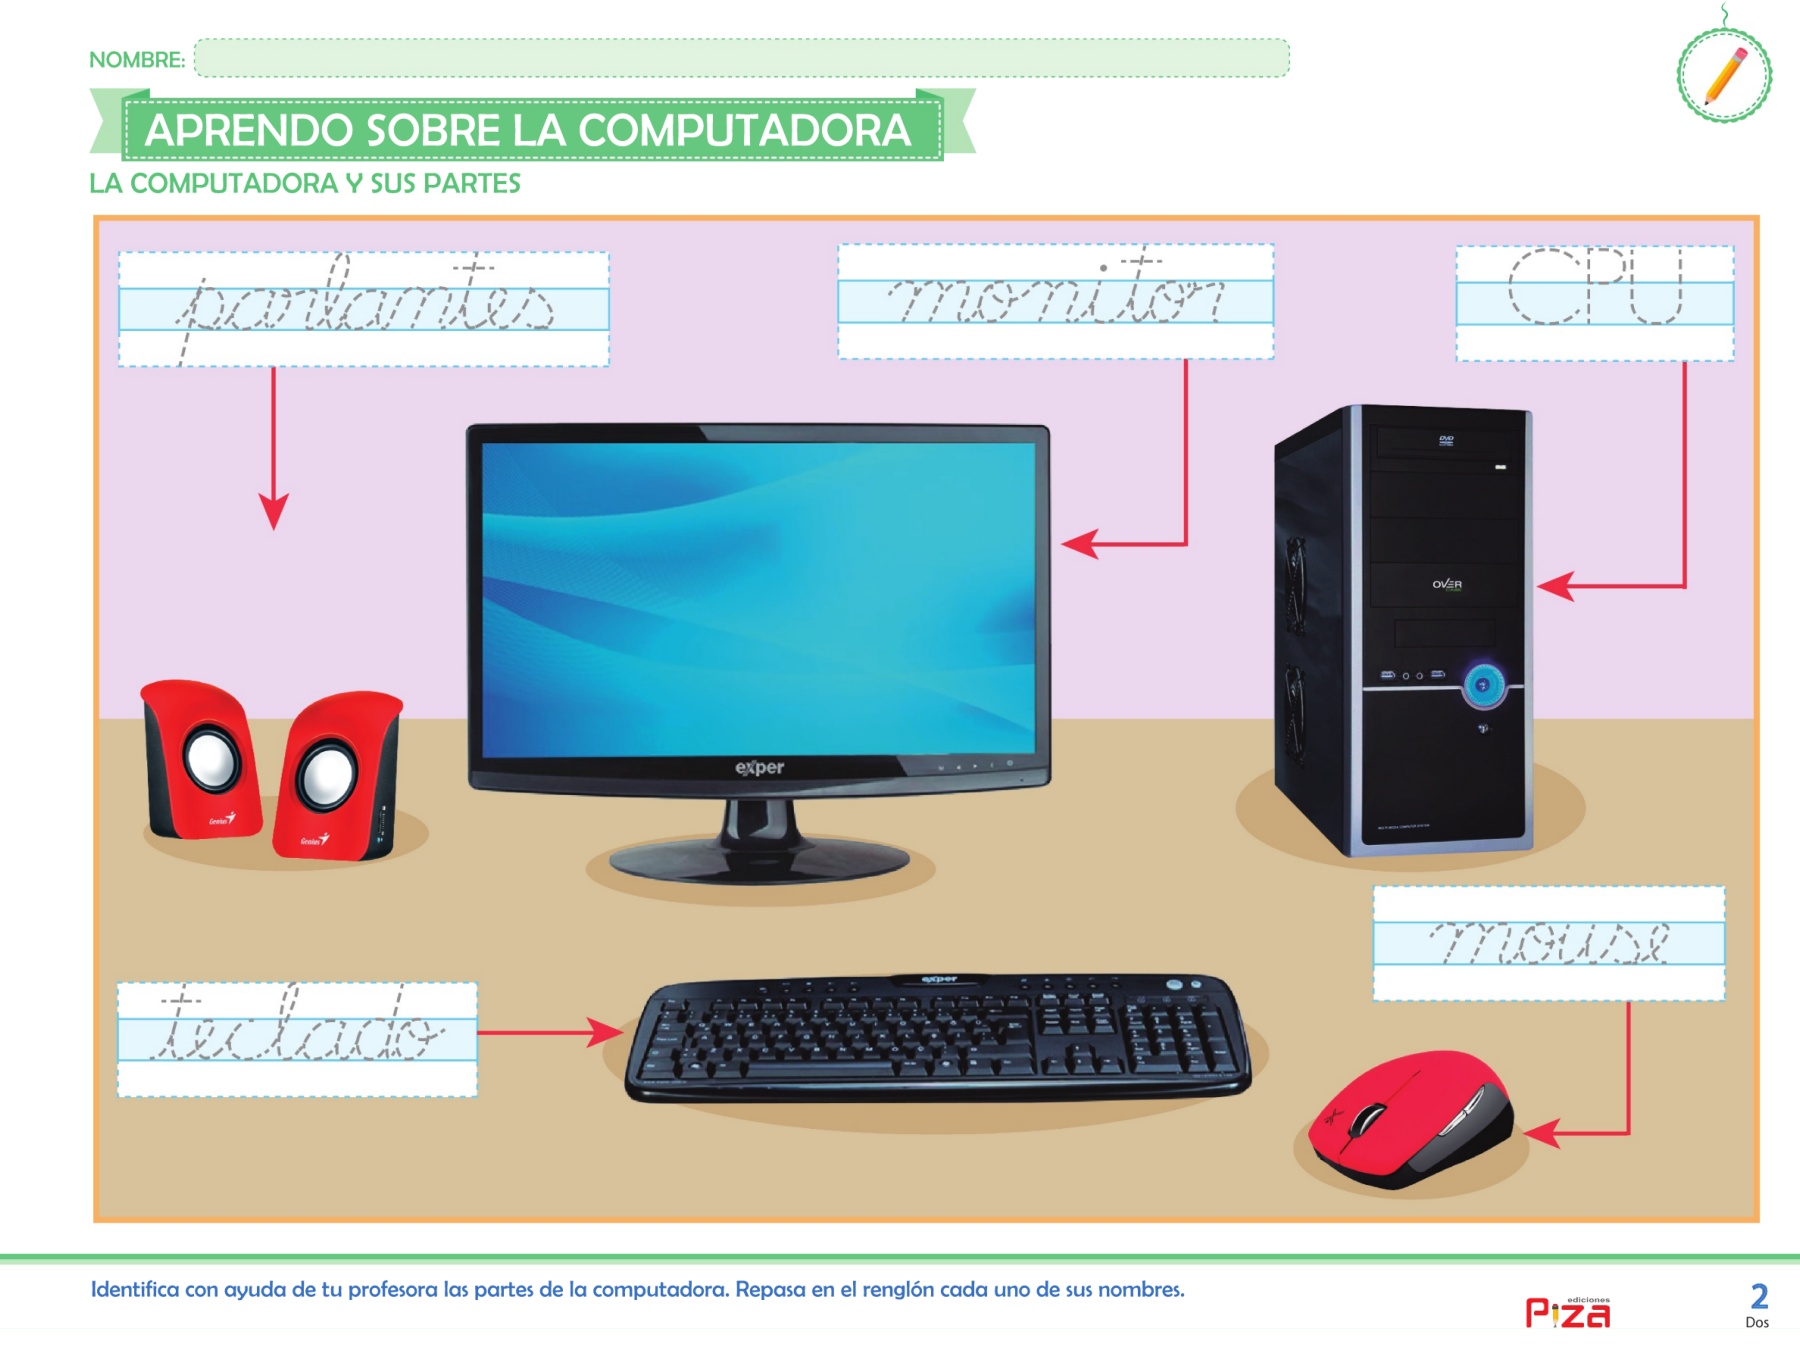 NOMBRE:
APRENDO SOBRE LA COMPUTADORA
LA COMPUTADORA Y SUS PARTES
parlantes
monitor
CPU
DVD
OVER
exper
Genius
Genius
mouse
teclado
exper
Identifica con ayuda de tu profesora las partes de la computadora. Repasa en el renglón cada uno de sus nombres.
ediciones
Piza
2
Dos